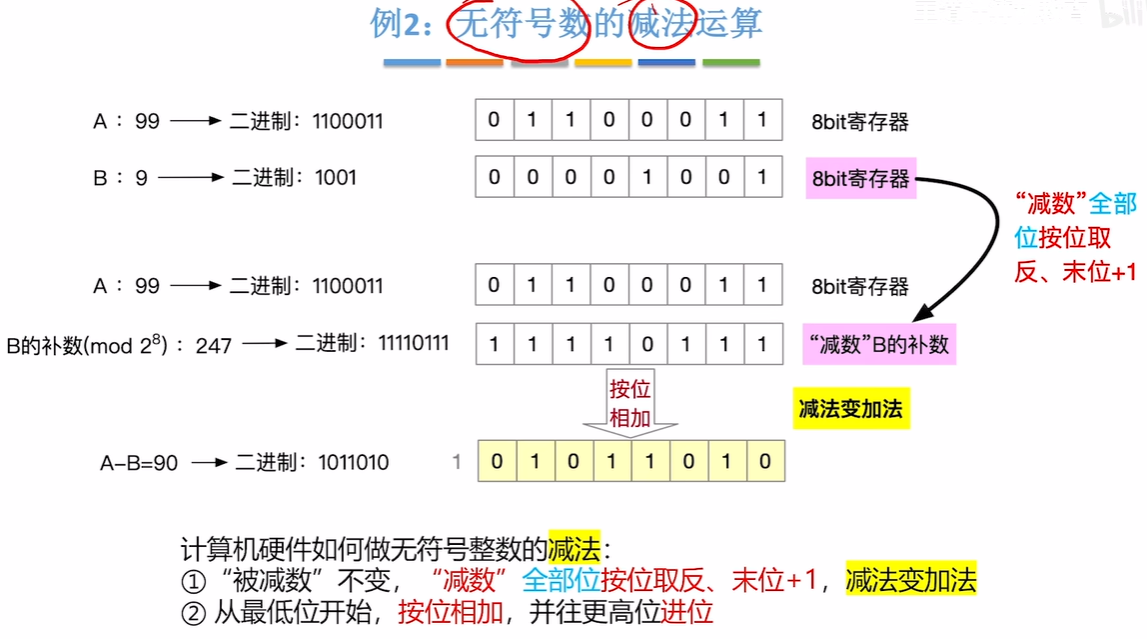 例2：无符号数的减法运算
bili
A：99 → 二进制：1100011 0 1 1 0 0 0 1 1 8bit寄存器
B：9 → 二进制：1001 0 0 0 0 1 0 0 1 8bit寄存器
“减数”全部
位按位取
反、末位+1
A：99 → 二进制：1100011 0 1 1 0 0 0 1 1 8bit寄存器
B的补数(mod 2⁸)：247 → 二进制：11110111 1 1 1 1 0 1 1 1 “减数”B的补数
按位
相加
减法变加法
A-B=90 → 二进制：1011010 1 0 1 0 1 1 0 1 0
计算机硬件如何做无符号整数的减法：
① “被减数”不变，“减数”全部位按位取反、末位+1，减法变加法
② 从最低位开始，按位相加，并往更高位进位